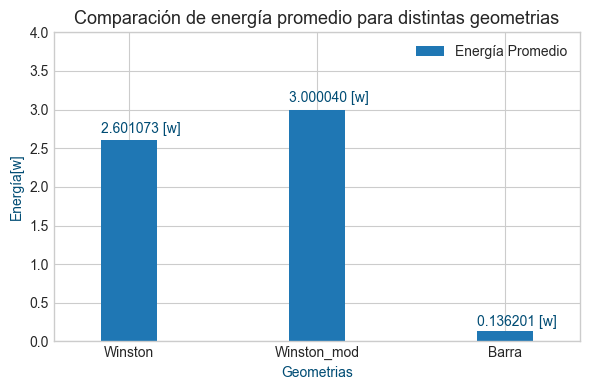 Comparación de energía promedio para distintas geometrias
4.0
3.5
3.0
2.5
2.0
1.5
1.0
0.5
0.0
Energía[w]
Energía Promedio
2.601073 [w]
3.000040 [w]
0.136201 [w]
Winston
Winston_mod
Barra
Geometrias